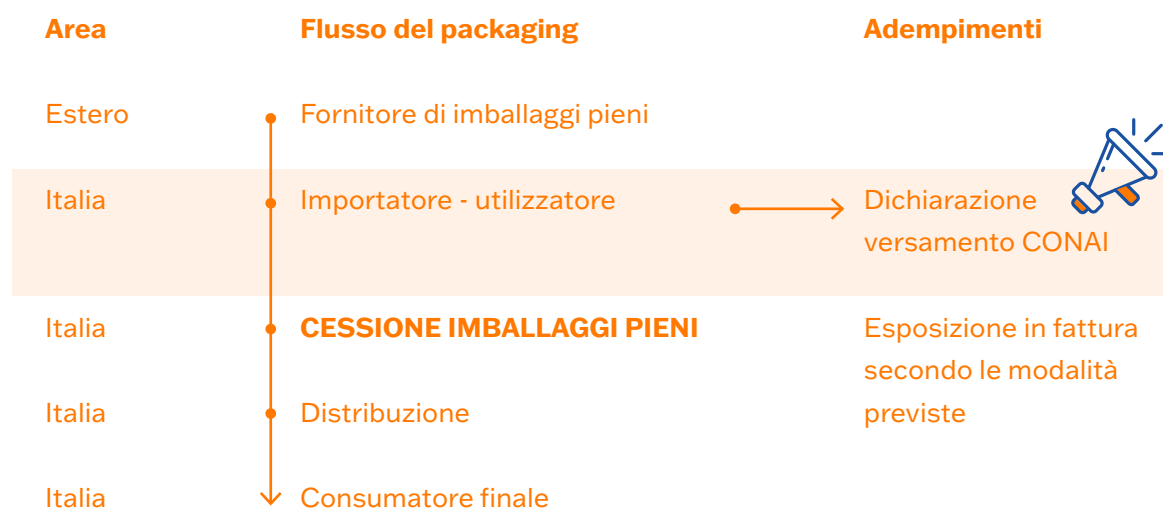 Area Flusso del packaging Adempimenti
Estero Fornitore di imballaggi pieni
Italia Importatore - utilizzatore Dichiarazione
versamento CONAI
Italia CESSIONE IMBALLAGGI PIENI Esposizione in fattura
secondo le modalità
Italia Distribuzione previste
Italia Consumatore finale